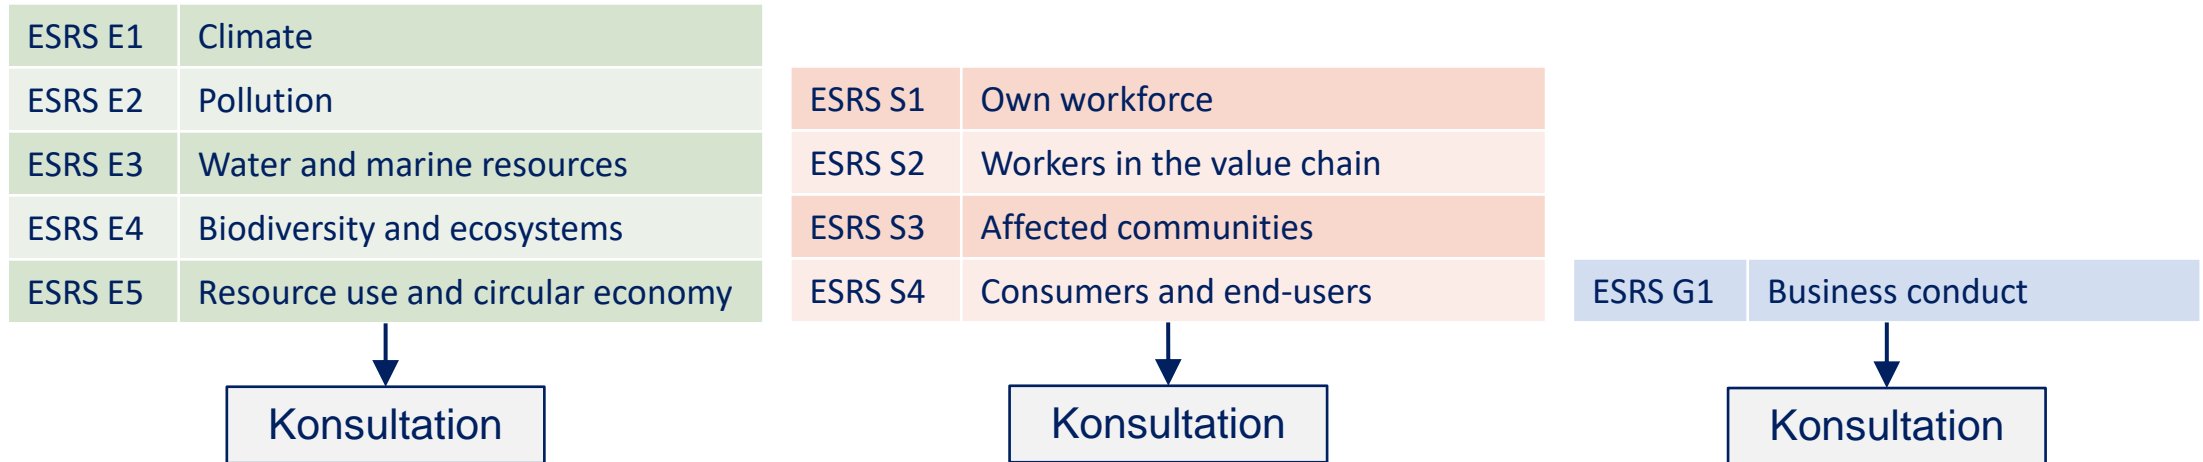 ESRS E1 Climate
ESRS E2 Pollution
ESRS E3 Water and marine resources
ESRS E4 Biodiversity and ecosystems
ESRS E5 Resource use and circular economy
Konsultation
ESRS S1 Own workforce
ESRS S2 Workers in the value chain
ESRS S3 Affected communities
ESRS S4 Consumers and end-users
Konsultation
ESRS G1 Business conduct
Konsultation